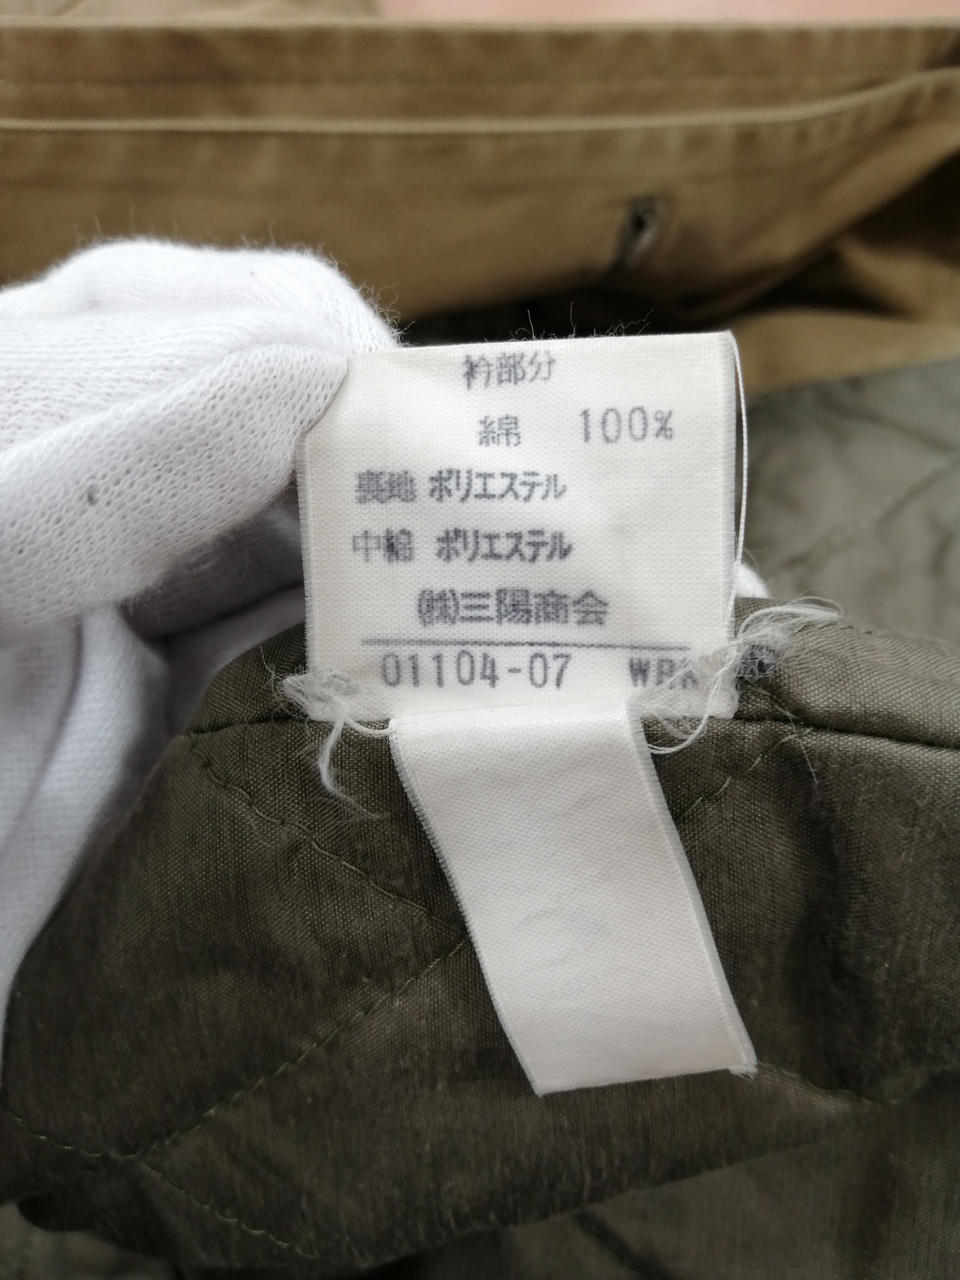 衿部分
綿 100%
裏地 ポリエステル
中綿 ポリエステル
㈱三陽商会
01104-07 WRK